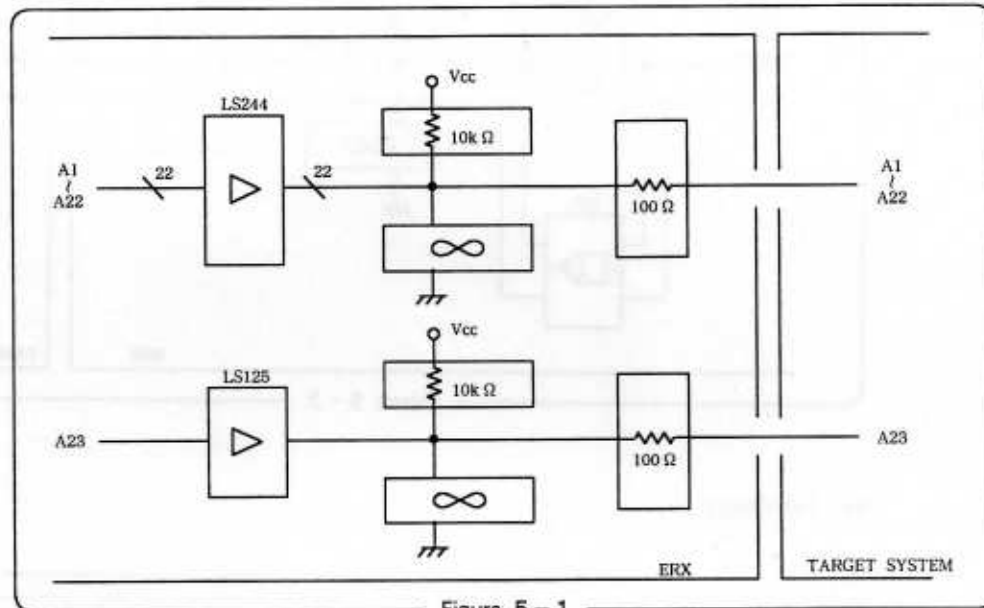 Vcc
LS244
10k Ω
A1
≀
A22
22
22
100 Ω
A1
≀
A22
∞
Vcc
LS125
10k Ω
A23
100 Ω
A23
∞
ERX
TARGET SYSTEM
Figure 5 – 1